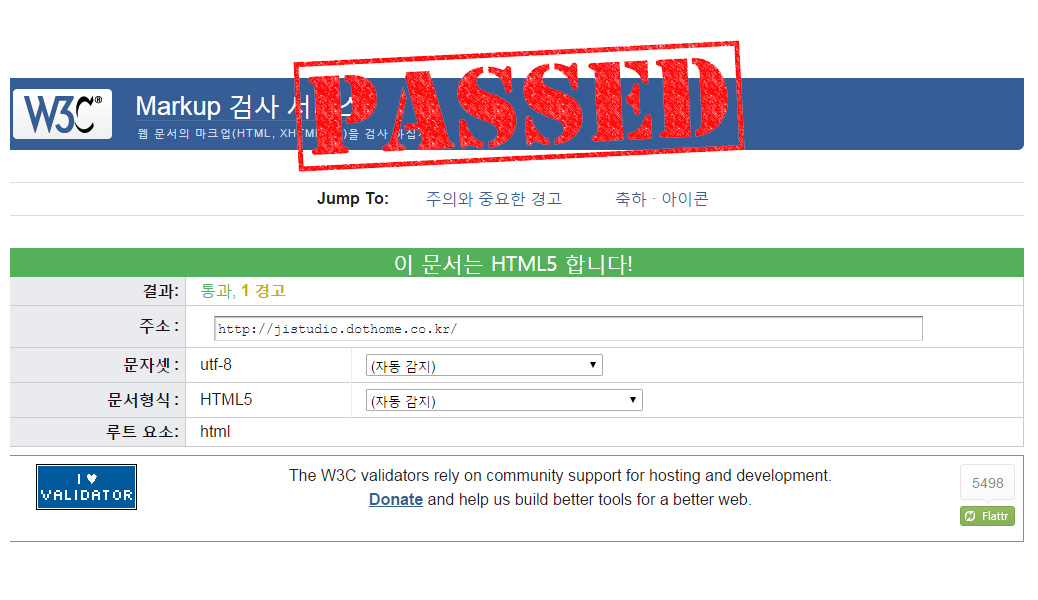 PASSED
W3C®
Markup 검사 서비스
웹 문서의 마크업(HTML, XHTML
을 검사
Jump To: 주의와 중요한 경고 축하 · 아이콘
이 문서는 HTML5 합니다!
결과: 통과, 1 경고
주소 : http://jistudio.dothome.co.kr/
문자셋 : utf-8 (자동 감지)
문서형식 : HTML5 (자동 감지)
루트 요소: html
I ♥
VALIDATOR
The W3C validators rely on community support for hosting and development.
Donate and help us build better tools for a better web.
5498
Flattr